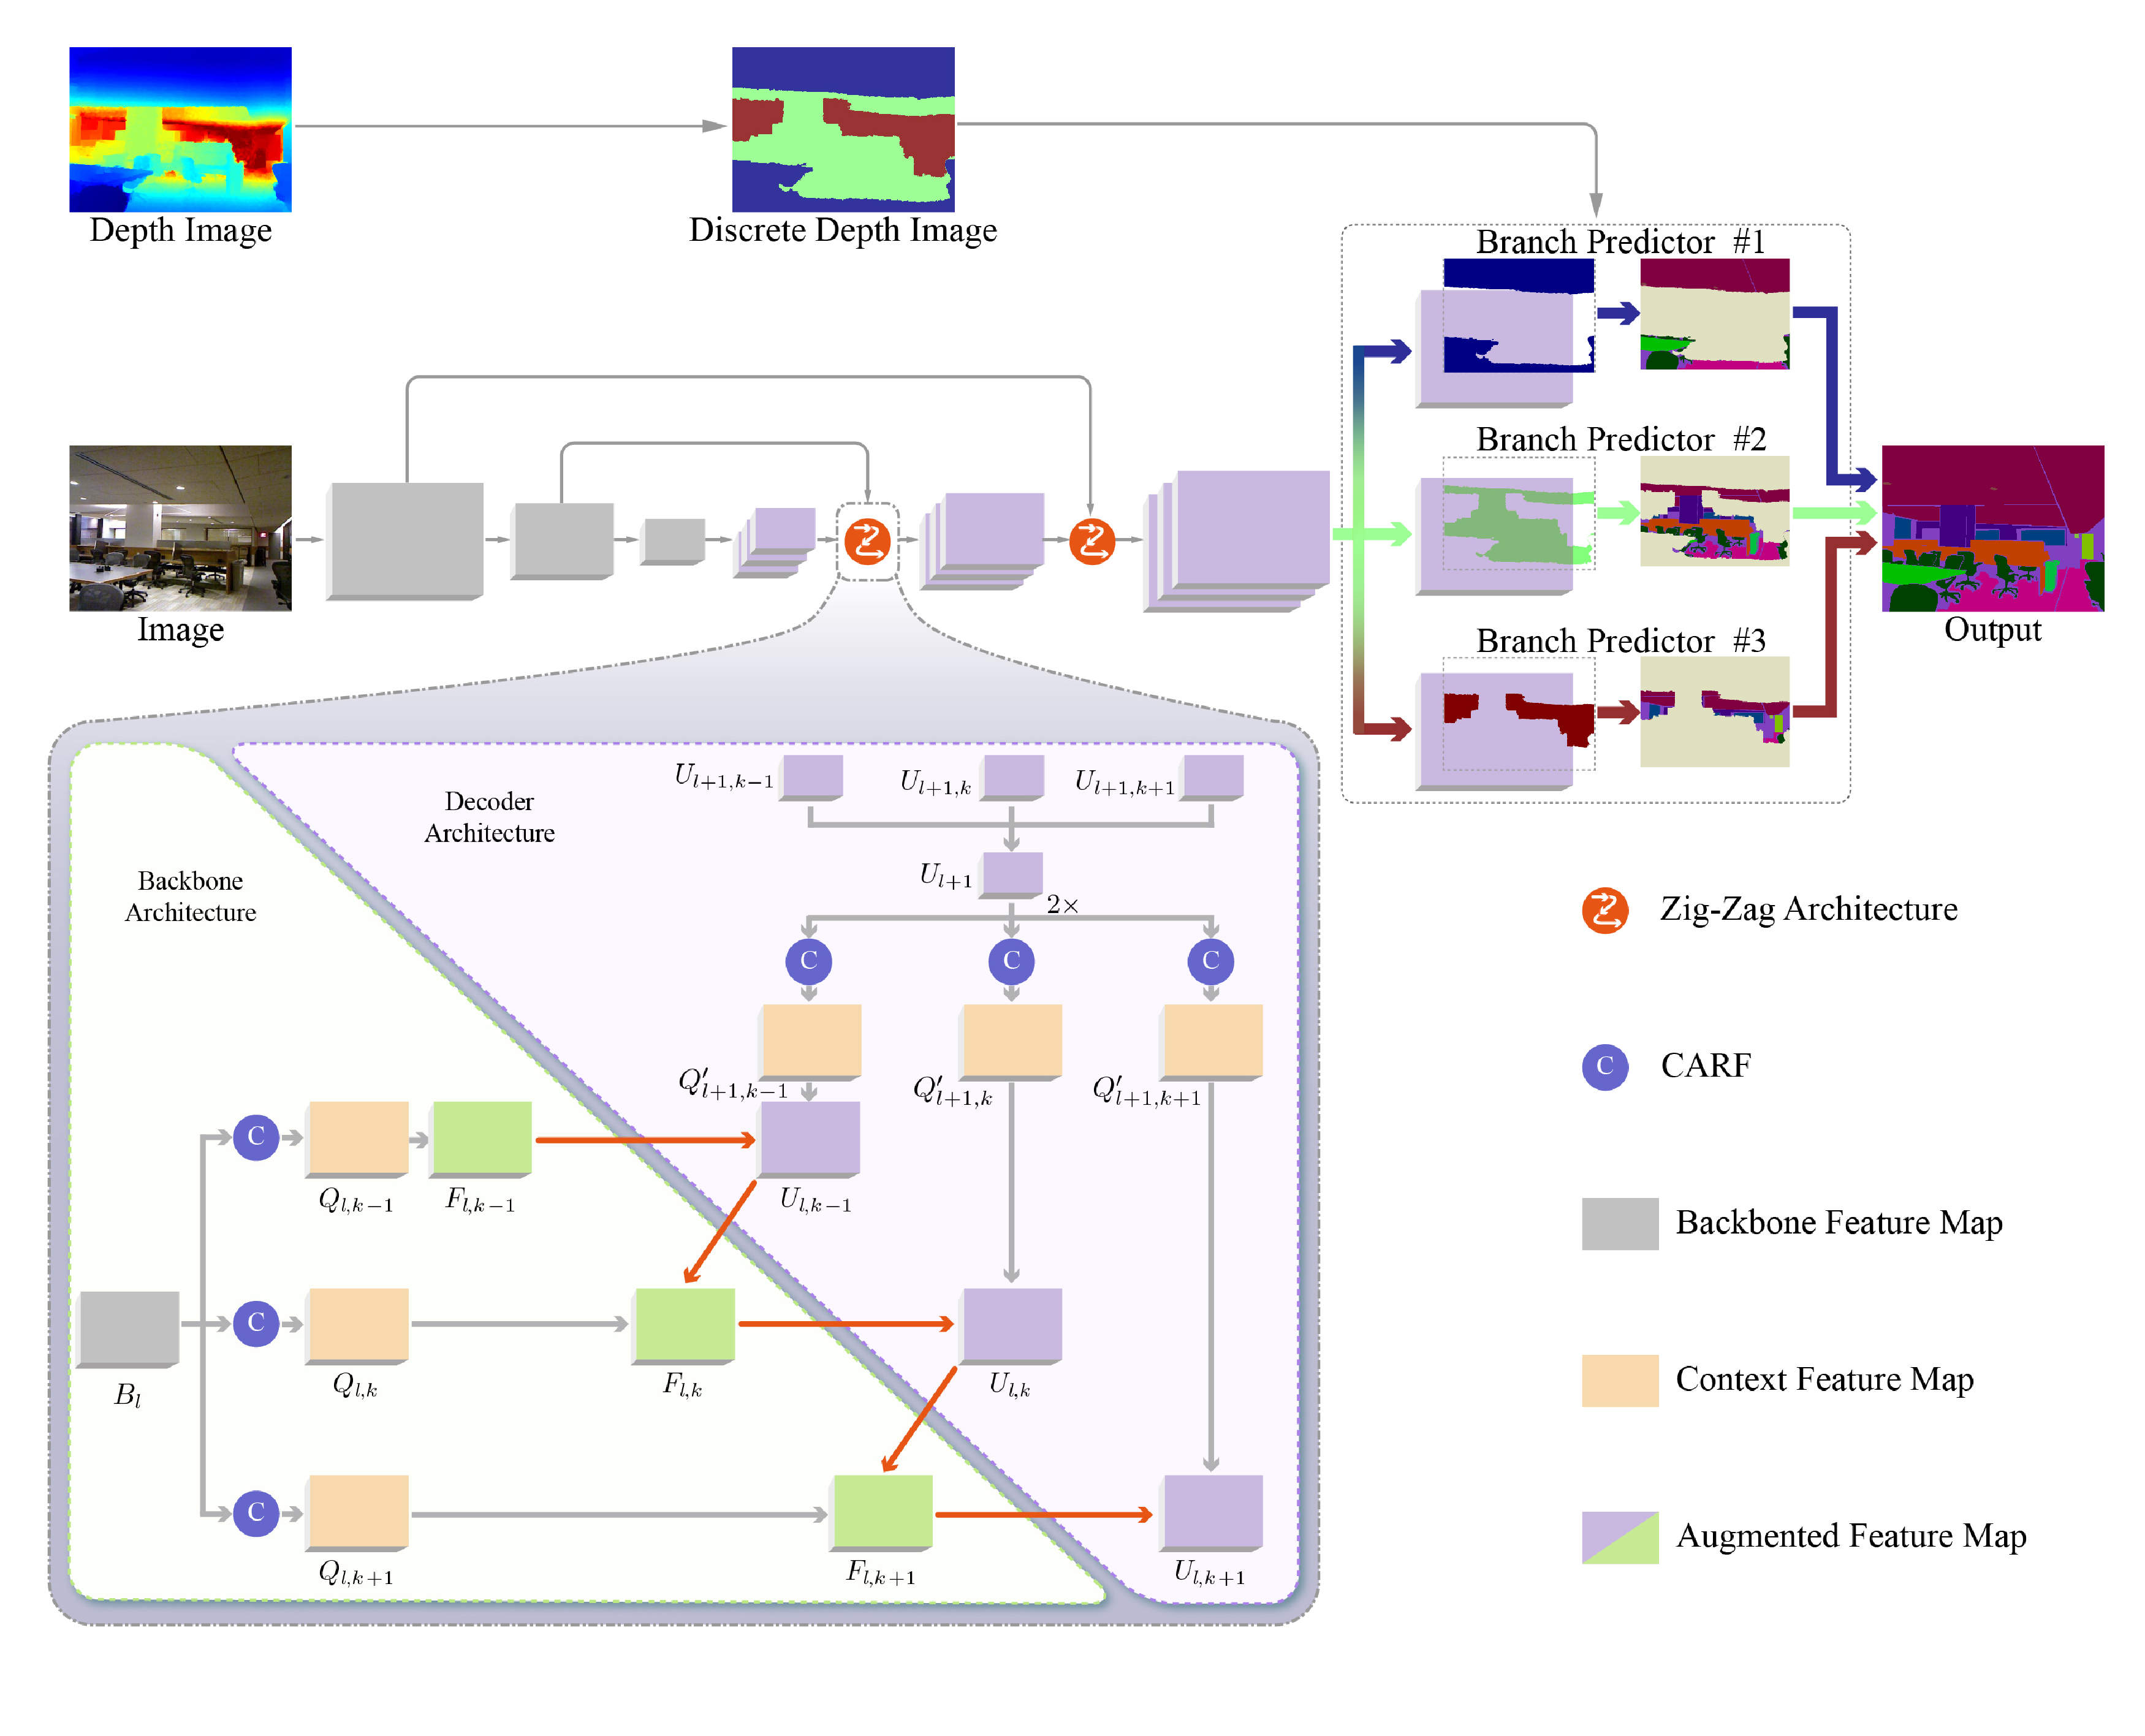 Depth Image
Discrete Depth Image
Branch Predictor #1
Branch Predictor #2
Branch Predictor #3
Image
Output
Decoder
Architecture
Backbone
Architecture
U_{l+1,k-1}
U_{l+1,k}
U_{l+1,k+1}
U_{l+1}
2×
C
C
C
Q'_{l+1,k-1}
Q'_{l+1,k}
Q'_{l+1,k+1}
C
Q_{l,k-1}
F_{l,k-1}
U_{l,k-1}
B_l
C
Q_{l,k}
F_{l,k}
U_{l,k}
C
Q_{l,k+1}
F_{l,k+1}
U_{l,k+1}
Zig-Zag Architecture
C
CARF
Backbone Feature Map
Context Feature Map
Augmented Feature Map